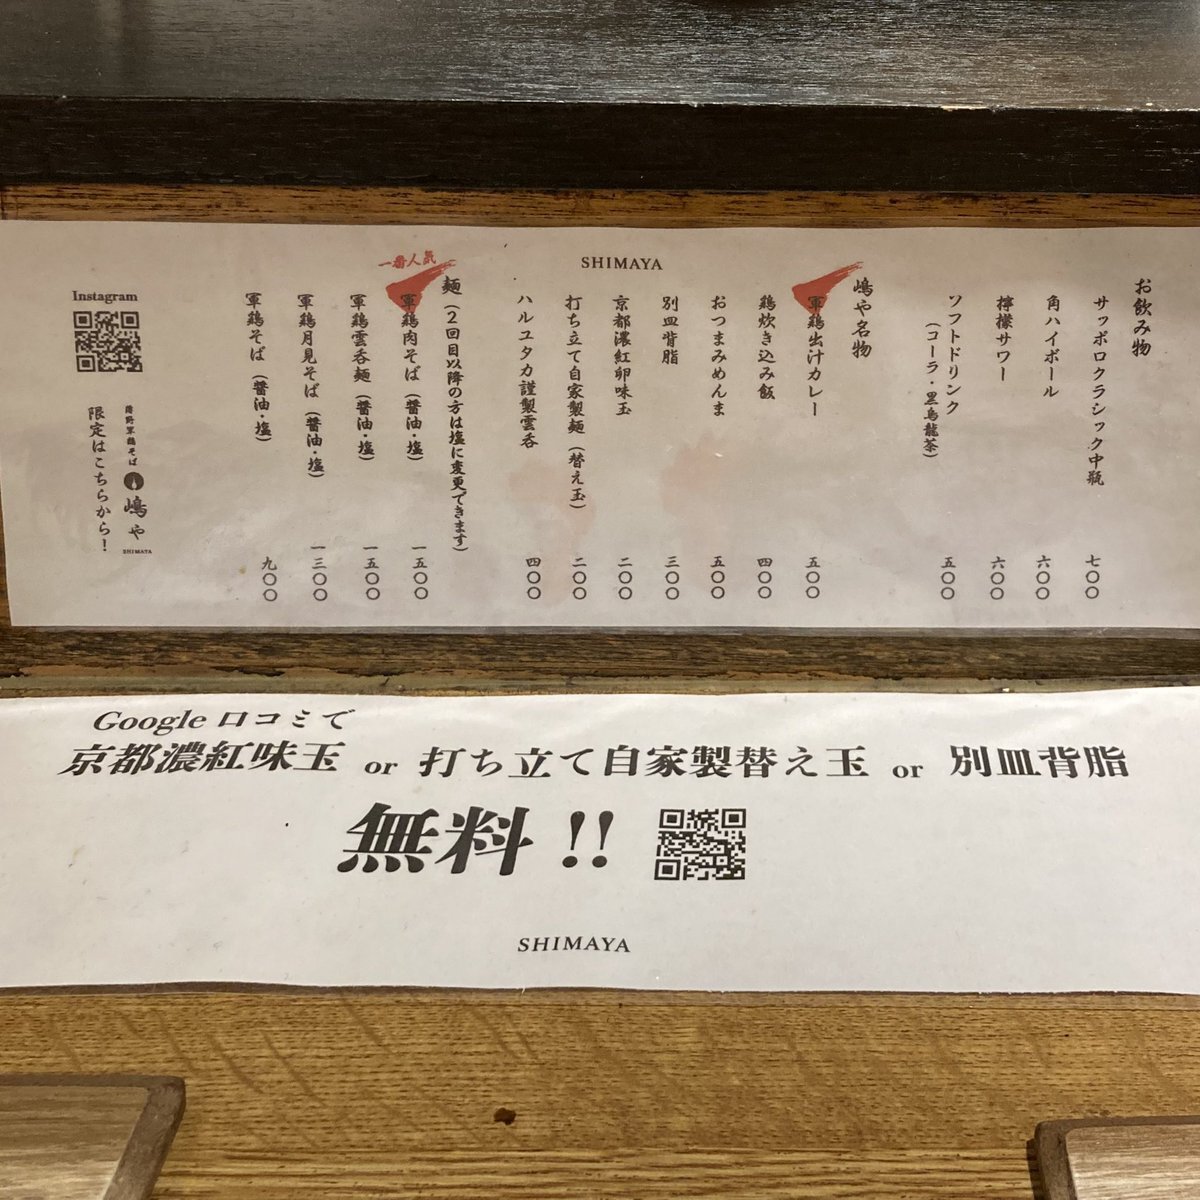 SHIMAYA
お飲み物
サッポロクラシック中瓶 七〇〇
角ハイボール 六〇〇
檸檬サワー 六〇〇
ソフトドリンク 五〇〇
（コーラ・黒烏龍茶）
嶋や名物
軍鶏出汁カレー 五〇〇
鶏炊き込み飯 四〇〇
おつまみめんま 五〇〇
別皿背脂 三〇〇
京都濃紅卵味玉 二〇〇
打ち立て自家製麺（替え玉） 二〇〇
ハルユタカ謹製雲呑 四〇〇
麺（2回目以降の方は塩に変更できます）
一番人気
軍鶏肉そば（醤油・塩） 一五〇〇
軍鶏雲呑麺（醤油・塩） 一五〇〇
軍鶏月見そば（醤油・塩） 一三〇〇
軍鶏そば（醤油・塩） 九〇〇
Instagram
軍鶏そば
嶋や
SHIMAYA
限定はこちらから！
Google 口コミで
京都濃紅味玉 or 打ち立て自家製替え玉 or 別皿背脂
無料!!
SHIMAYA